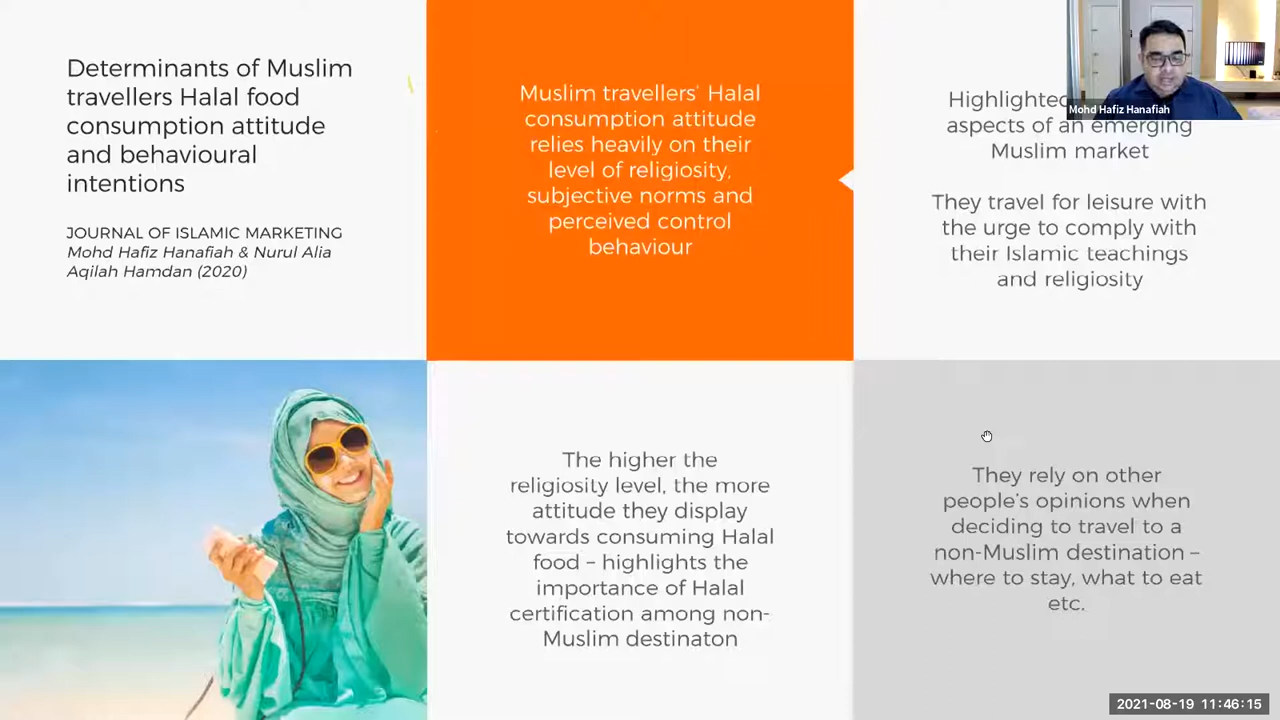 Determinants of Muslim
travellers Halal food
consumption attitude
and behavioural
intentions
JOURNAL OF ISLAMIC MARKETING
Mohd Hafiz Hanafiah & Nurul Alia
Aqilah Hamdan (2020)
Muslim travellers' Halal
consumption attitude
relies heavily on their
level of religiosity,
subjective norms and
perceived control
behaviour
Highlighted
aspects of an emerging
Muslim market
They travel for leisure with
the urge to comply with
their Islamic teachings
and religiosity
Mohd Hafiz Hanafiah
The higher the
religiosity level, the more
attitude they display
towards consuming Halal
food – highlights the
importance of Halal
certification among non-
Muslim destinaton
They rely on other
people's opinions when
deciding to travel to a
non-Muslim destination –
where to stay, what to eat
etc.
2021-08-19 11:46:15